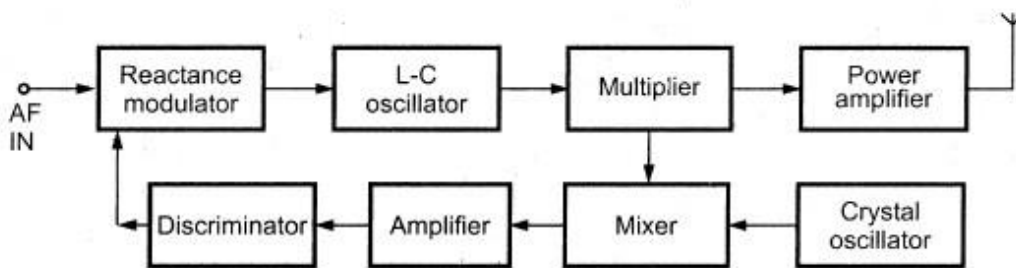 Reactance
modulator
L-C
oscillator
Multiplier
Power
amplifier
AF
IN
Discriminator
Amplifier
Mixer
Crystal
oscillator